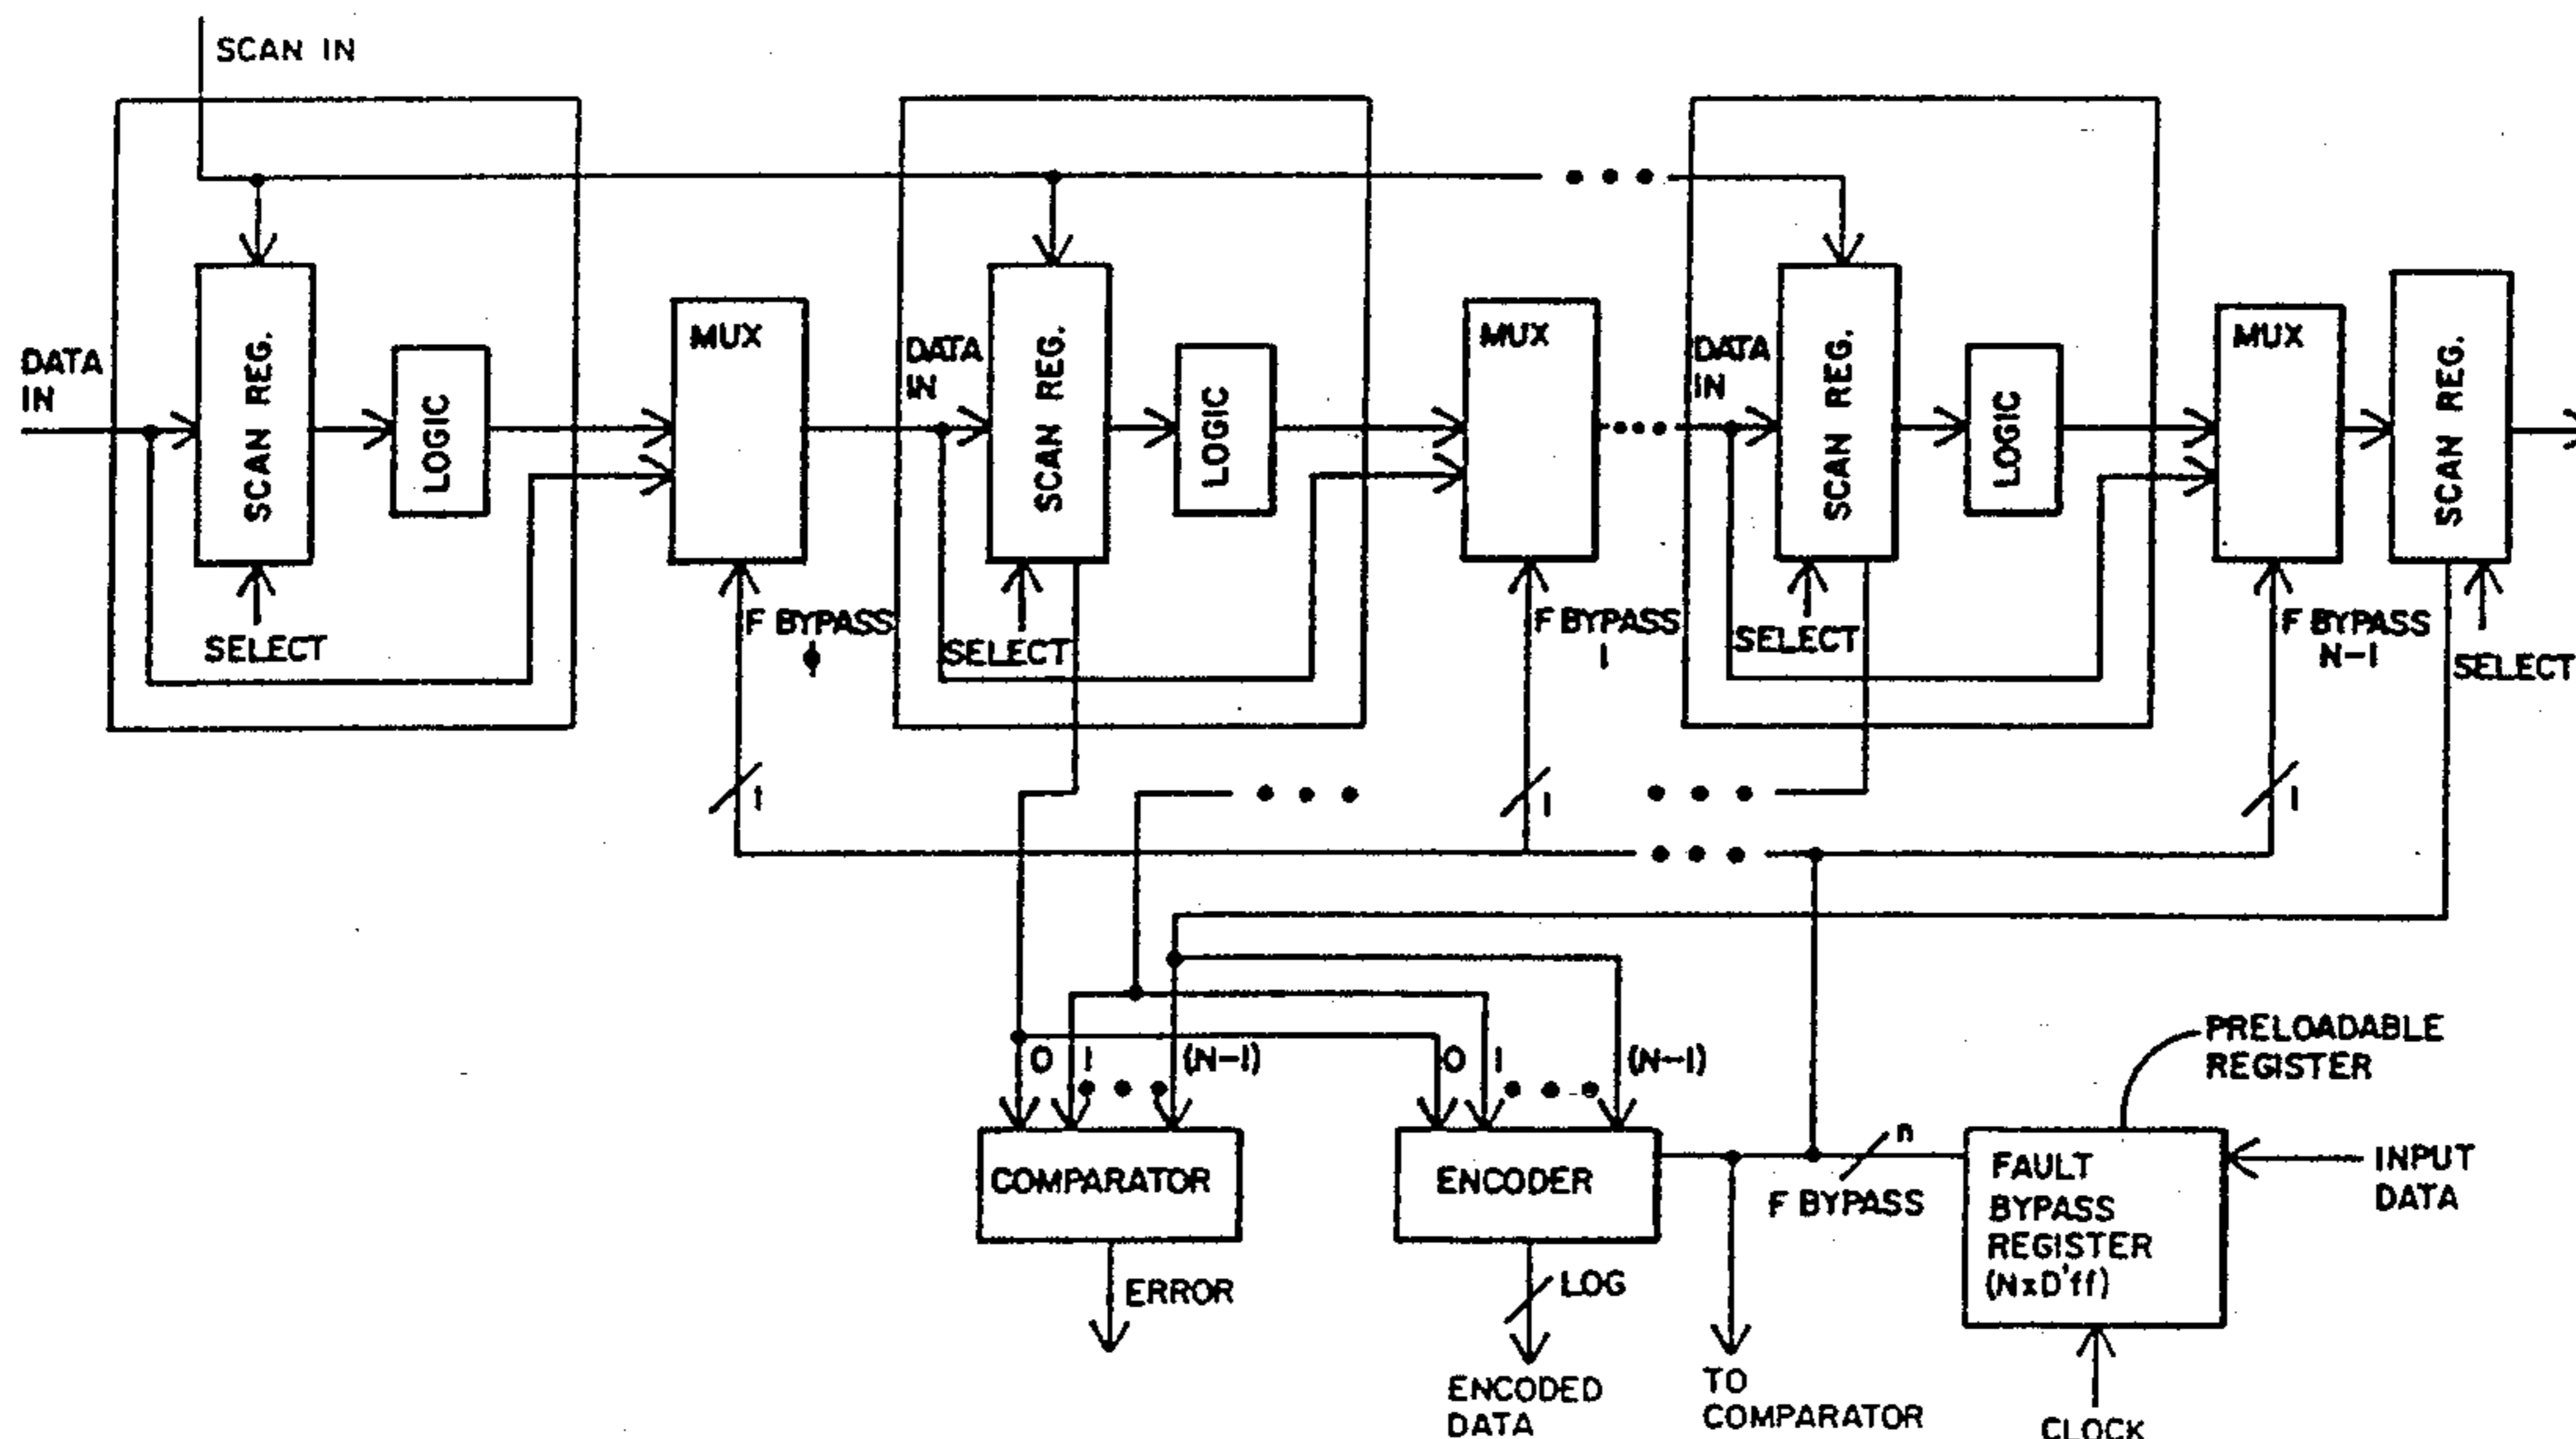 SCAN IN
DATA
IN
SCAN REG.
LOGIC
SELECT
MUX
F BYPASS
φ
DATA
IN
SCAN REG.
LOGIC
SELECT
MUX
F BYPASS
1
DATA
IN
SCAN REG.
LOGIC
SELECT
MUX
F BYPASS
N-1
SCAN REG.
SELECT
1
1
1
0 1 (N-1)
0 1 (N-1)
COMPARATOR
ERROR
ENCODER
LOG
ENCODED
DATA
TO
COMPARATOR
n
F BYPASS
PRELOADABLE
REGISTER
FAULT
BYPASS
REGISTER
(NxD'ff)
INPUT
DATA
CLOCK